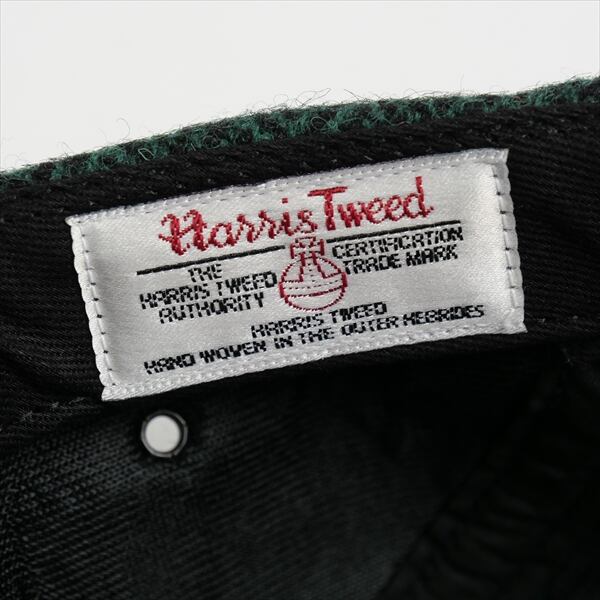 Harris Tweed
THE
HARRIS TWEED
AUTHORITY
CERTIFICATION
TRADE MARK
HARRIS TWEED
HAND WOVEN IN THE OUTER HEBRIDES